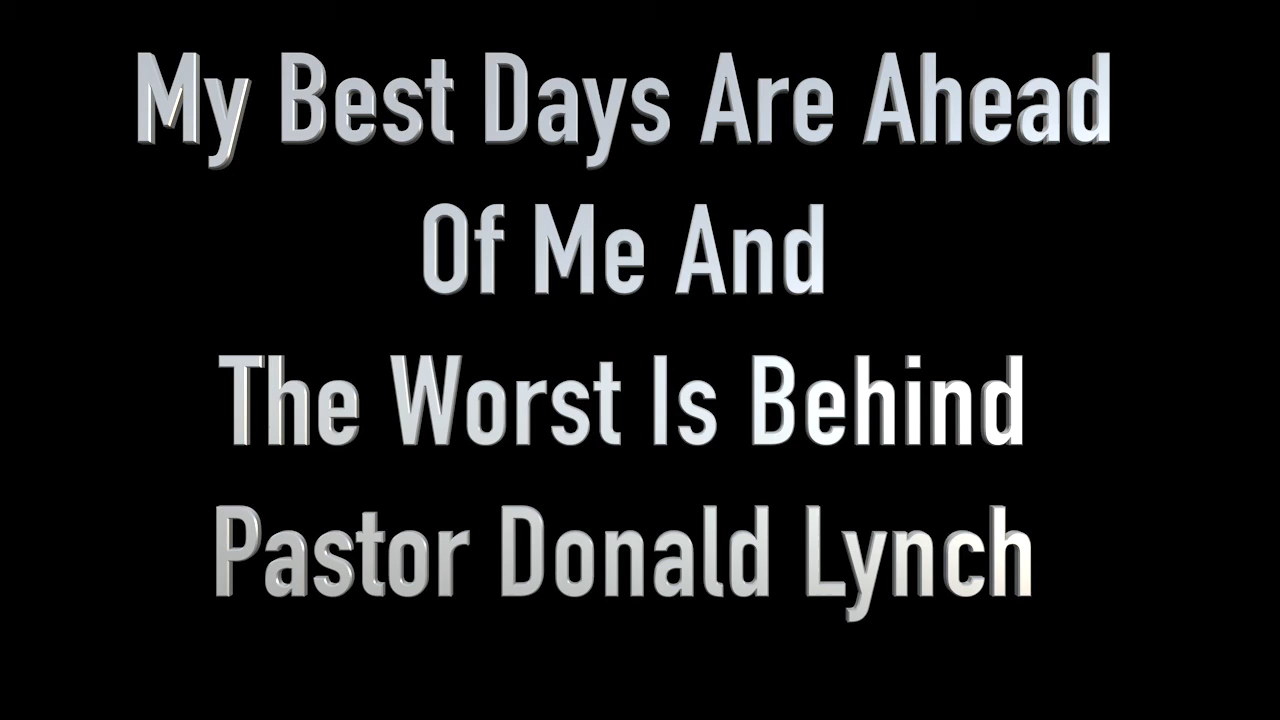 My Best Days Are Ahead
Of Me And
The Worst Is Behind
Pastor Donald Lynch